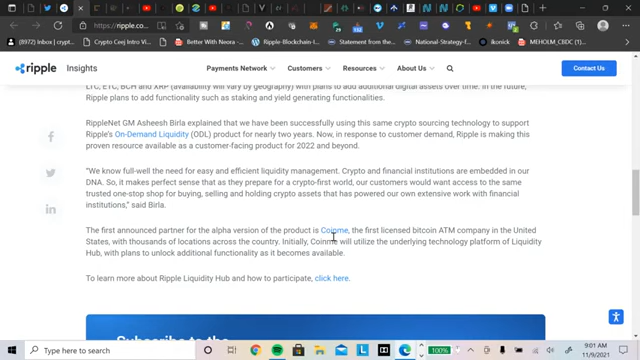 https://ripple.co...
(8972) Inbox | crypt...
Crypto Ceej Intro Vi...
Better With Neora -...
Ripple-Blockchain-I...
Statement from the...
National-Strategy-f...
Ikonick
MEHOLM_CBDC (1)...
ripple
Insights
Payments Network
Customers
Resources
About Us
Contact Us
LTC, ETC, BCH and XRP (availability will vary by geography) with plans to add additional digital assets over time. In the future,
Ripple plans to add functionality such as staking and yield generating functionalities.
RippleNet GM Asheesh Birla explained that we have been successfully using this same crypto sourcing technology to support
Ripple's On-Demand Liquidity (ODL) product for nearly two years. Now, in response to customer demand, Ripple is making this
proven resource available as a customer-facing product for 2022 and beyond.
"We know full-well the need for easy and efficient liquidity management. Crypto and financial institutions are embedded in our
DNA. So, it makes perfect sense that as they prepare for a crypto-first world, our customers would want access to the same
trusted one-stop shop for buying, selling and holding crypto assets that has powered our own extensive work with financial
institutions," said Birla.
The first announced partner for the alpha version of the product is Coinme, the first licensed bitcoin ATM company in the United
States, with thousands of locations across the country. Initially, Coinme will utilize the underlying technology platform of Liquidity
Hub, with plans to unlock additional functionality as it becomes available.
To learn more about Ripple Liquidity Hub and how to participate, click here.
Subscribe to the
Type here to search
100%
9:01 AM
11/9/2021